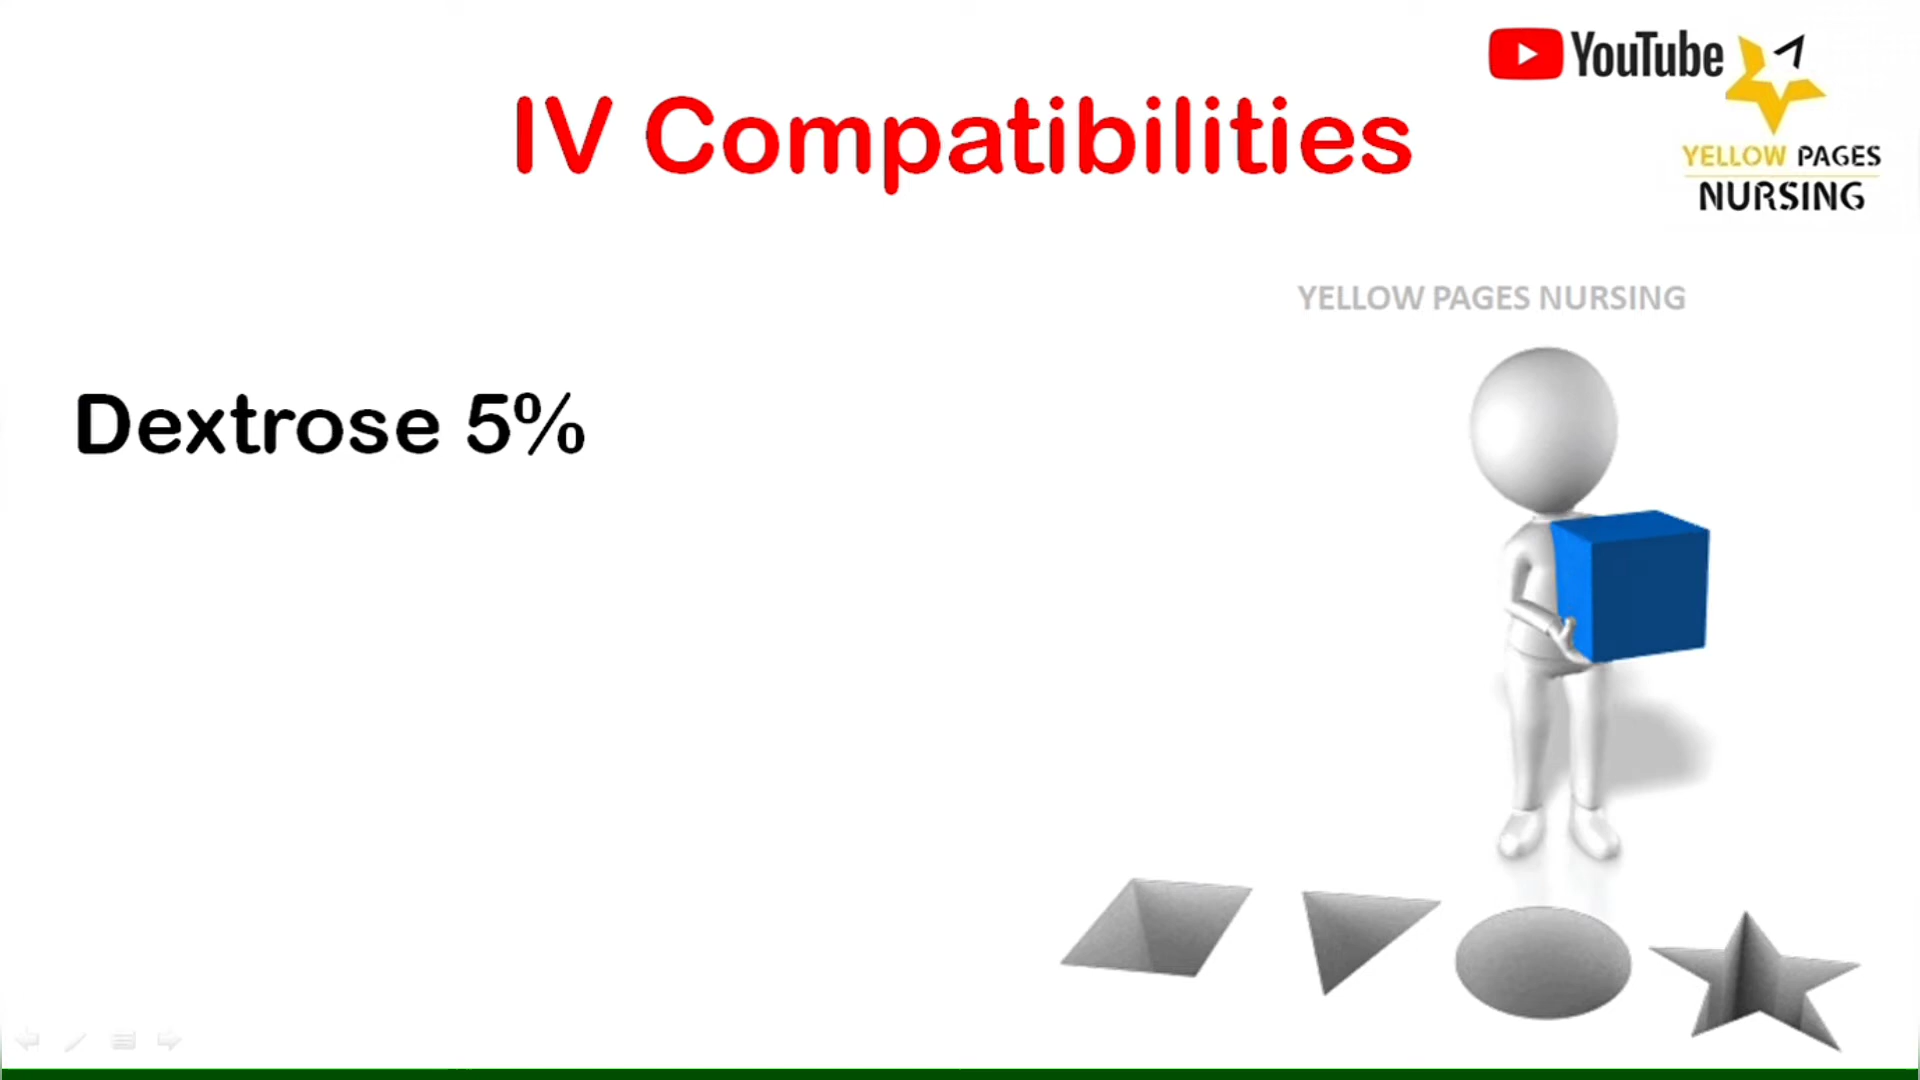 YouTube
IV Compatibilities
YELLOW PAGES
NURSING
YELLOW PAGES NURSING
Dextrose 5%